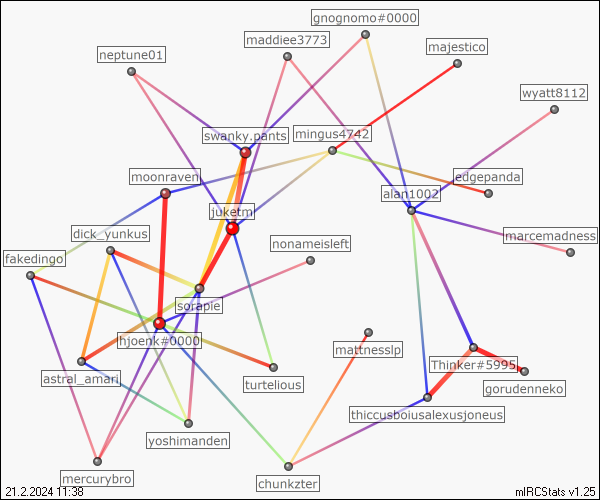 gnognomo#0000
maddiee3773
majestico
neptune01
wyatt8112
swanky.pants
mingus4742
moonraven
edgepanda
alan1002
juketm
dick_yunkus
marcemadness
nonameisleft
fakedingo
sorapie
hjoenk#0000
mattnesslp
Thinker#5995
astral_amari
turtelious
gorudenneko
thiccusboiusalexusjoneus
yoshimanden
mercurybro
chunkzter
21.2.2024 11:38
mIRCStats v1.25